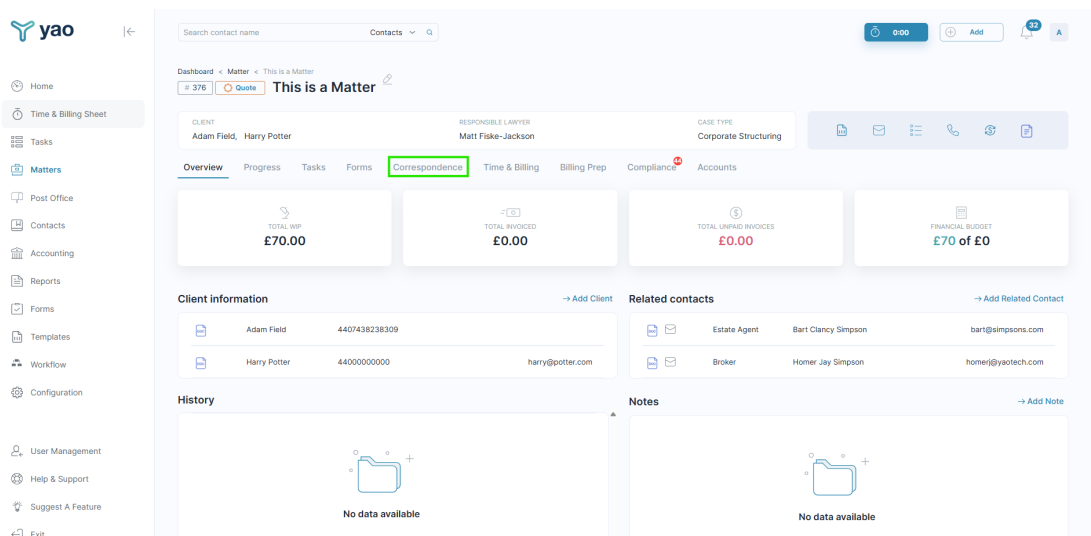 yao
Search contact name
Contacts
0:00
Add
32
A
Home
Time & Billing Sheet
Tasks
Matters
Post Office
Contacts
Accounting
Reports
Forms
Templates
Workflow
Configuration
User Management
Help & Support
Suggest A Feature
Exit
Dashboard < Matter < This is a Matter
# 376 Quote This is a Matter
CLIENT
Adam Field, Harry Potter
RESPONSIBLE LAWYER
Matt Fiske-Jackson
CASE TYPE
Corporate Structuring
Overview Progress Tasks Forms Correspondence Time & Billing Billing Prep Compliance 44 Accounts
TOTAL WIP
£70.00
TOTAL INVOICED
£0.00
TOTAL UNPAID INVOICES
£0.00
FINANCIAL BUDGET
£70 of £0
Client information
→ Add Client
Adam Field 4407438238309
Harry Potter 44000000000 harry@potter.com
Related contacts
→ Add Related Contact
Estate Agent Bart Clancy Simpson bart@simpsons.com
Broker Homer Jay Simpson homerj@yaotech.com
History
No data available
Notes
→ Add Note
No data available